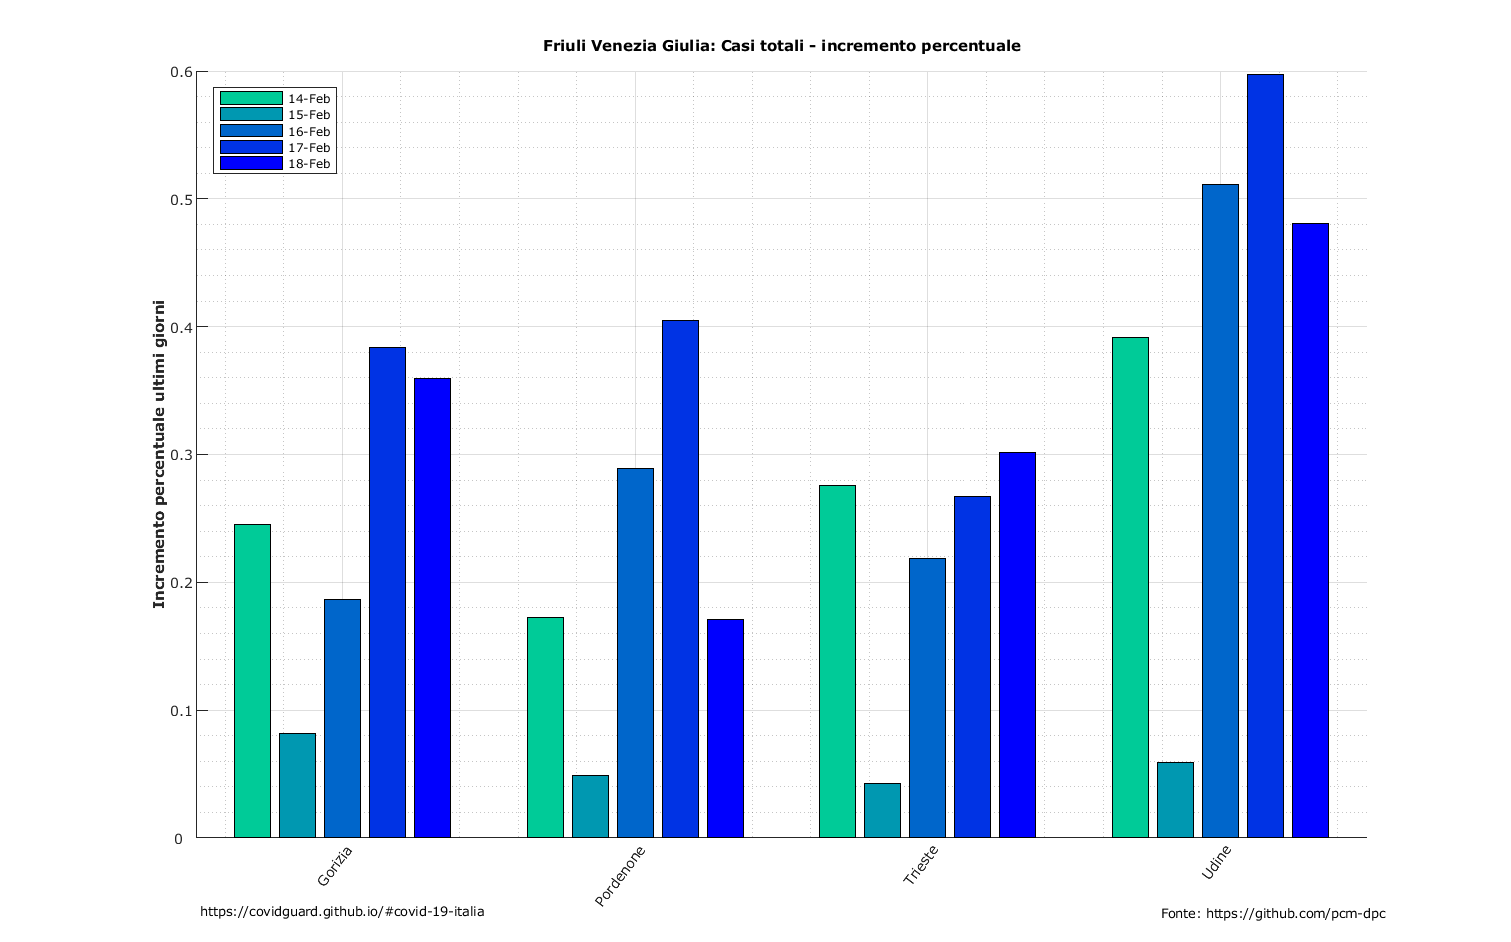 Friuli Venezia Giulia: Casi totali - incremento percentuale
14-Feb
15-Feb
16-Feb
17-Feb
18-Feb
Incremento percentuale ultimi giorni
0.6
0.5
0.4
0.3
0.2
0.1
0
Gorizia
Pordenone
Trieste
Udine
https://covidguard.github.io/#covid-19-italia
Fonte: https://github.com/pcm-dpc